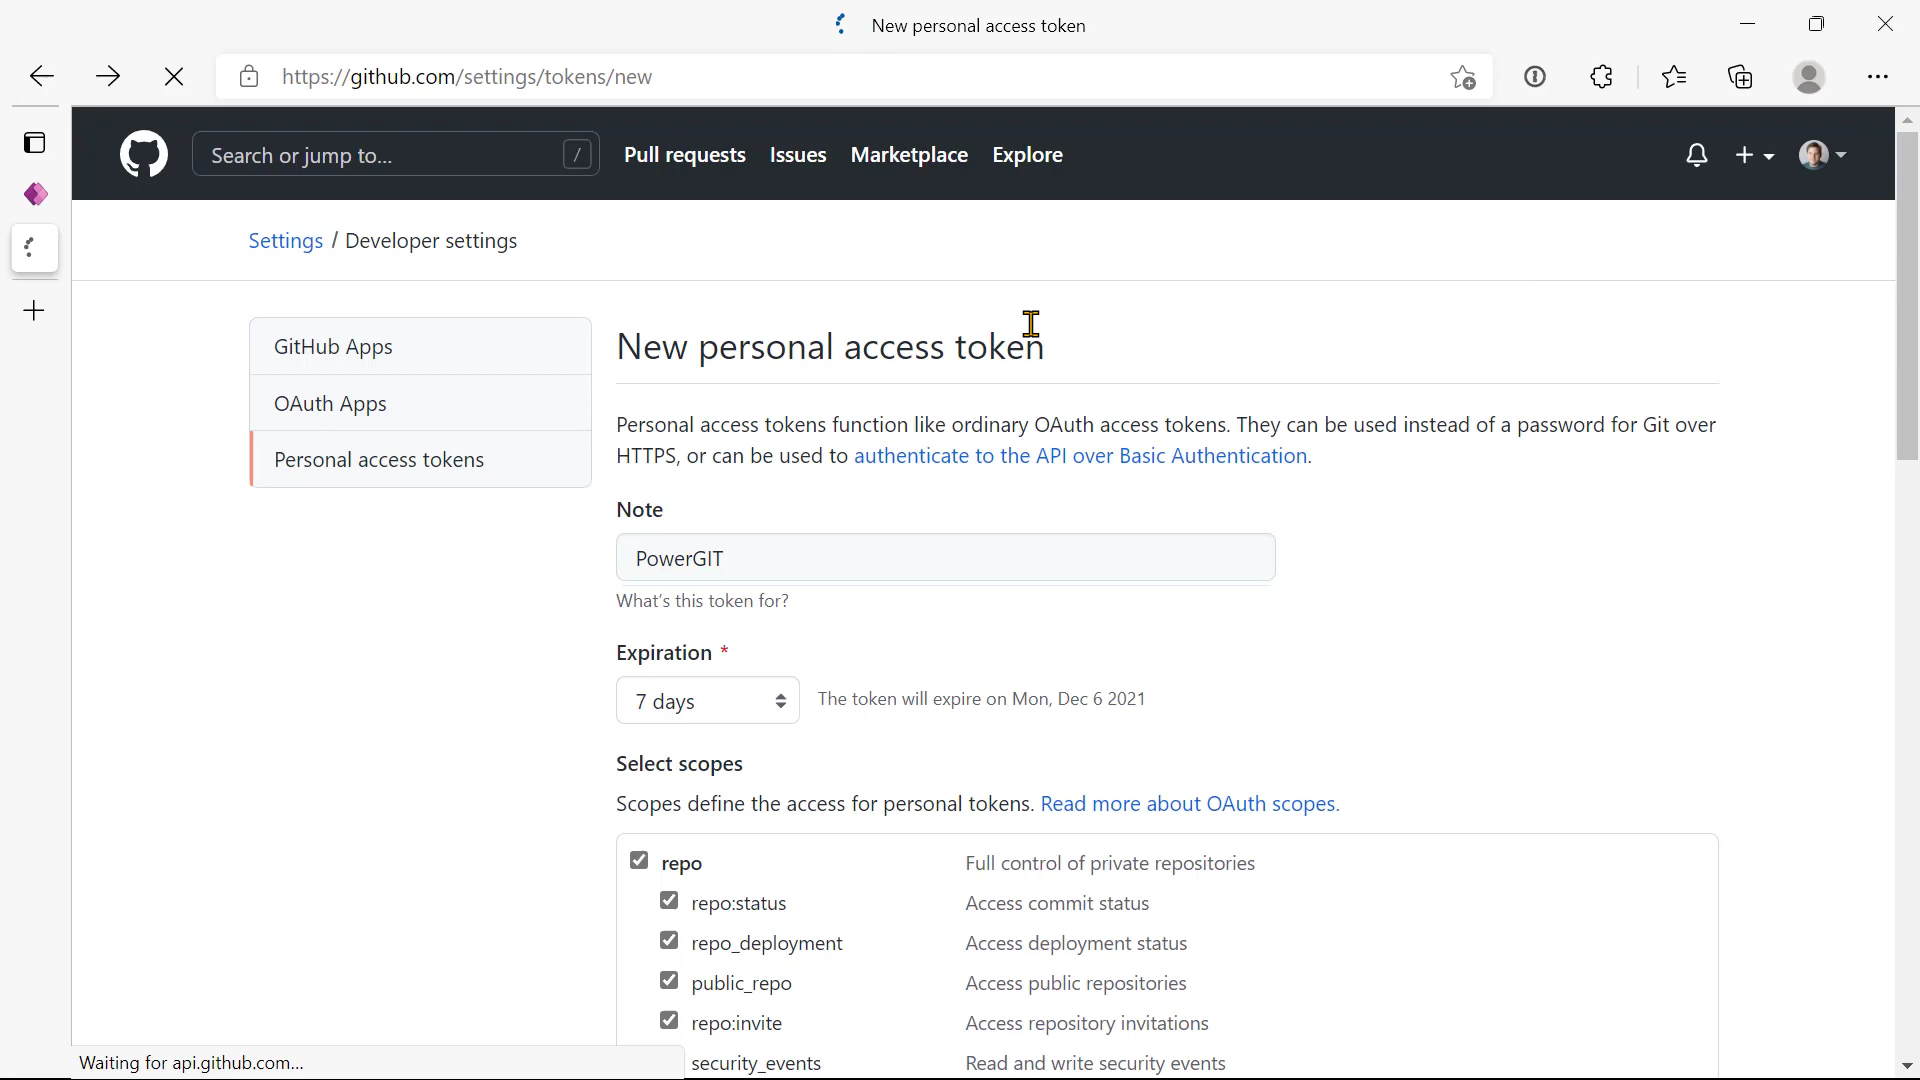 New personal access token
https://github.com/settings/tokens/new
Search or jump to...
/
Pull requests
Issues
Marketplace
Explore
Settings / Developer settings
GitHub Apps
OAuth Apps
Personal access tokens
New personal access token
Personal access tokens function like ordinary OAuth access tokens. They can be used instead of a password for Git over
HTTPS, or can be used to authenticate to the API over Basic Authentication.
Note
PowerGIT
What's this token for?
Expiration *
7 days
The token will expire on Mon, Dec 6 2021
Select scopes
Scopes define the access for personal tokens. Read more about OAuth scopes.
repo
Full control of private repositories
repo:status
Access commit status
repo_deployment
Access deployment status
public_repo
Access public repositories
repo:invite
Access repository invitations
security_events
Read and write security events
Waiting for api.github.com...